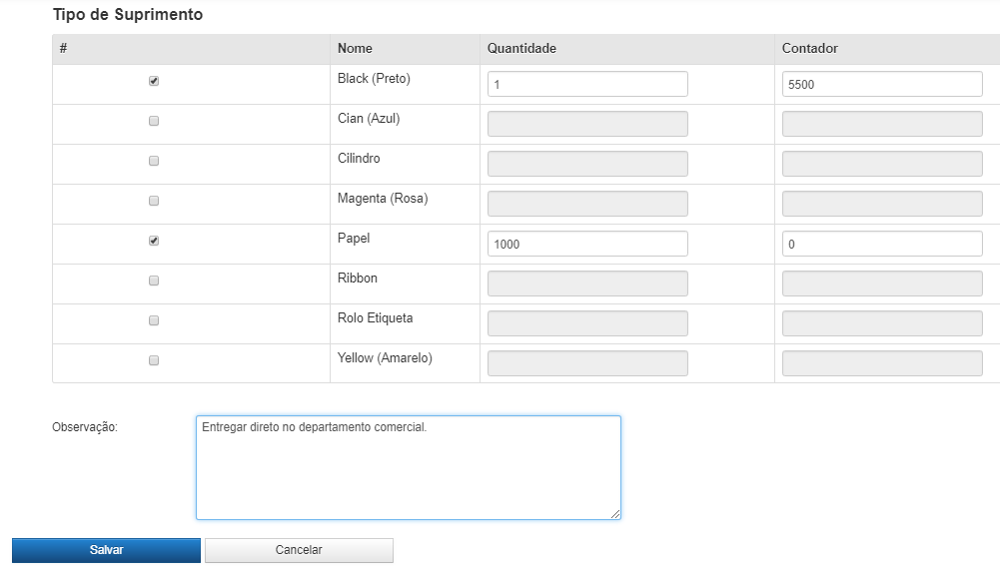 Tipo de Suprimento
# Nome Quantidade Contador
Black (Preto) 1 5500
Cian (Azul)
Cilindro
Magenta (Rosa)
Papel 1000 0
Ribbon
Rolo Etiqueta
Yellow (Amarelo)
Observação: Entregar direto no departamento comercial.
Salvar Cancelar